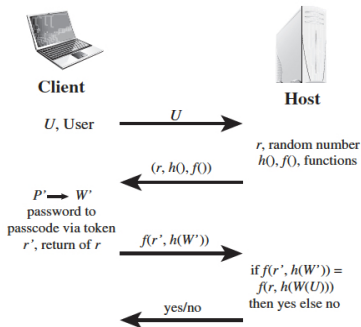 Client
Host
U, User
U
r, random number
h(), f(), functions
(r, h(), f())
P' W'
password to
passcode via token
r', return of r
f(r', h(W'))
if f(r', h(W')) =
f(r, h(W(U)))
then yes else no
yes/no